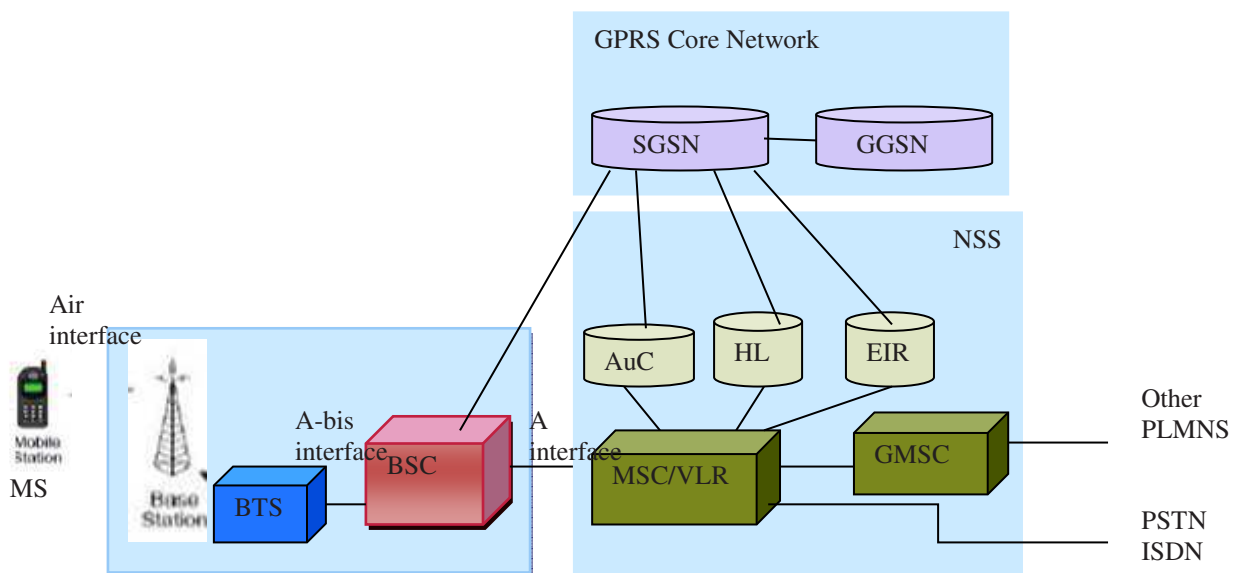 GPRS Core Network
SGSN
GGSN
NSS
Air
interface
AuC
HL
EIR
Mobile
Station
MS
Base
Station
A-bis
interface
BTS
BSC
A
interface
MSC/VLR
GMSC
Other
PLMNS
PSTN
ISDN